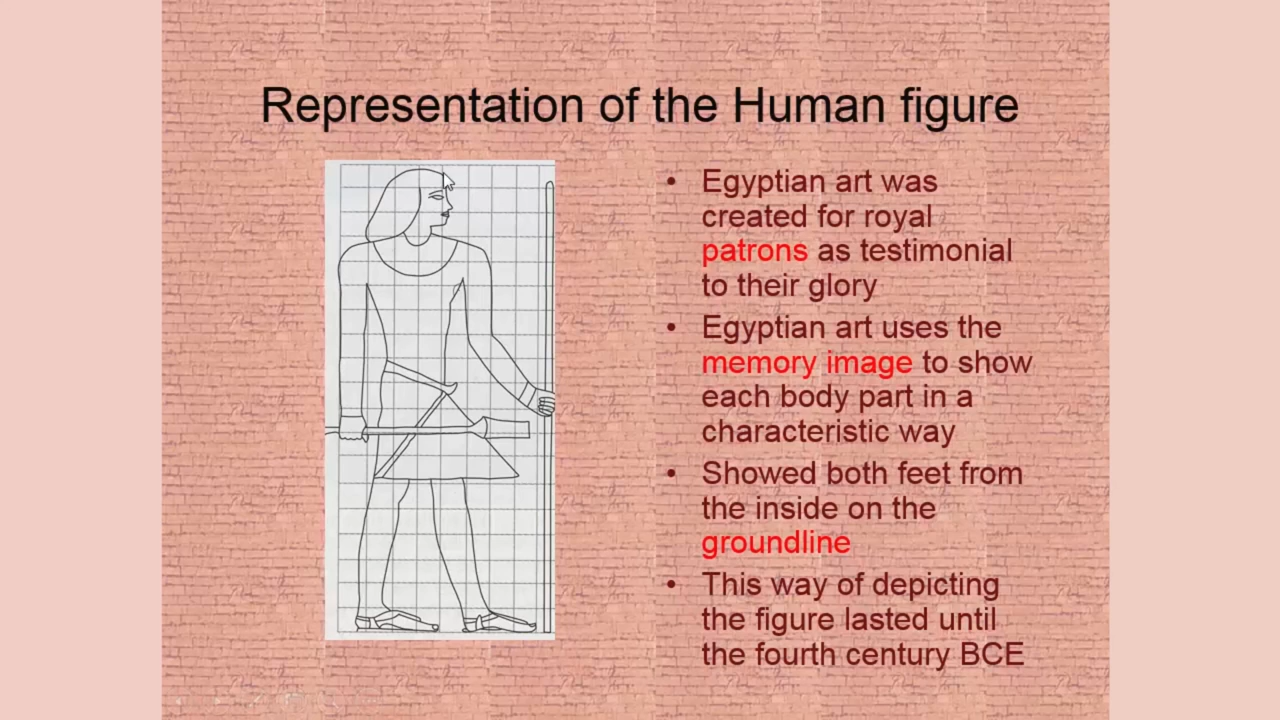 Representation of the Human figure
• Egyptian art was
created for royal
patrons as testimonial
to their glory
• Egyptian art uses the
memory image to show
each body part in a
characteristic way
• Showed both feet from
the inside on the
groundline
• This way of depicting
the figure lasted until
the fourth century BCE